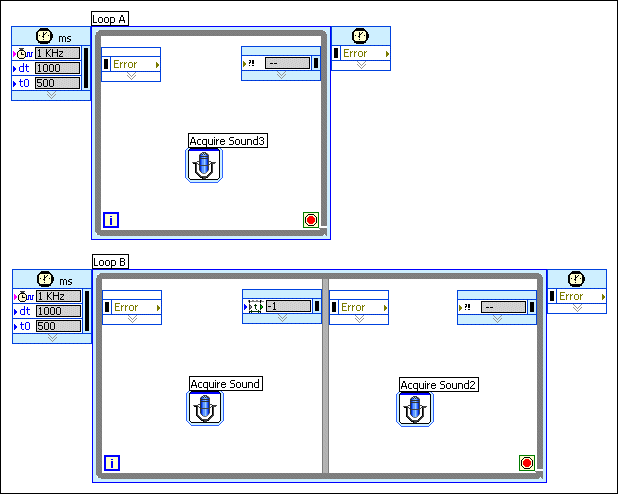 Loop A
ms
1 KHz
dt 1000
t0 500
Error
?! --
Error
Acquire Sound3
i
Loop B
ms
1 KHz
dt 1000
t0 500
Error
t -1
Error
?! --
Error
Acquire Sound
Acquire Sound2
i